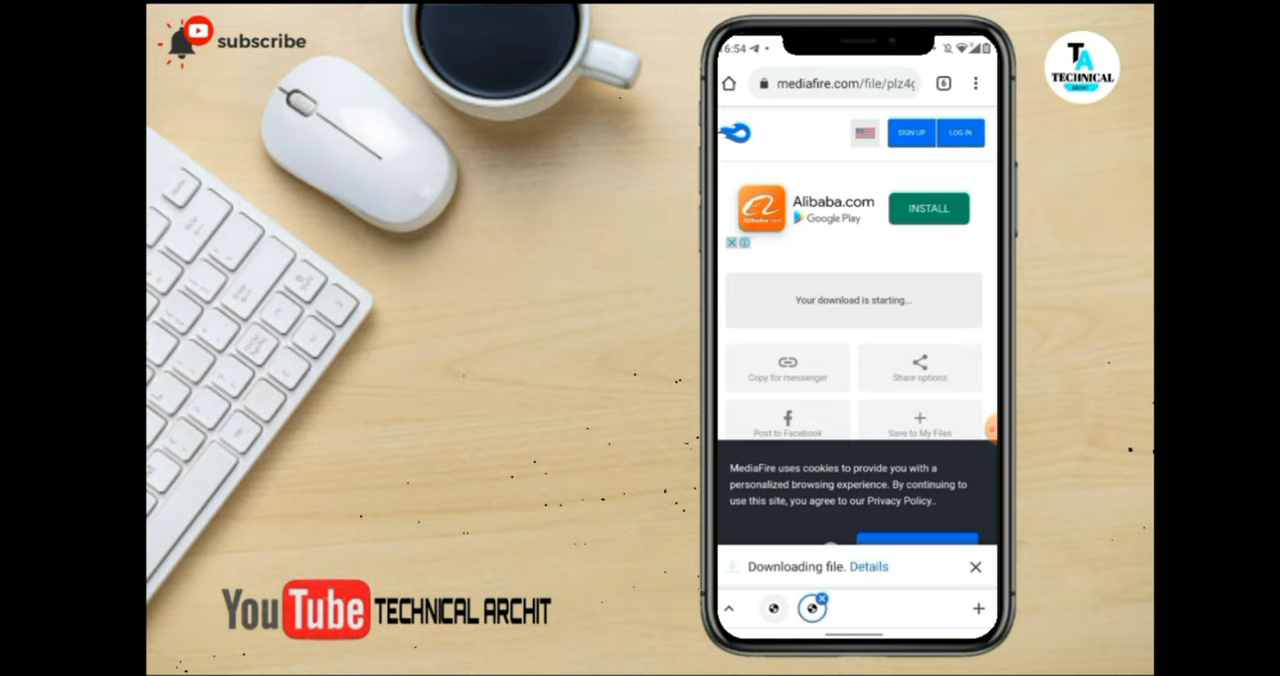 subscribe
TA
TECHNICAL
YouTube TECHNICAL ARCHIT
6:54
mediafire.com/file/plz4
6
SIGN UP
LOG IN
Alibaba.com
Google Play
INSTALL
Your download is starting...
Copy for messenger
Share options
Post to Facebook
Save to My Files
MediaFire uses cookies to provide you with a
personalized browsing experience. By continuing to
use this site, you agree to our Privacy Policy..
Downloading file. Details